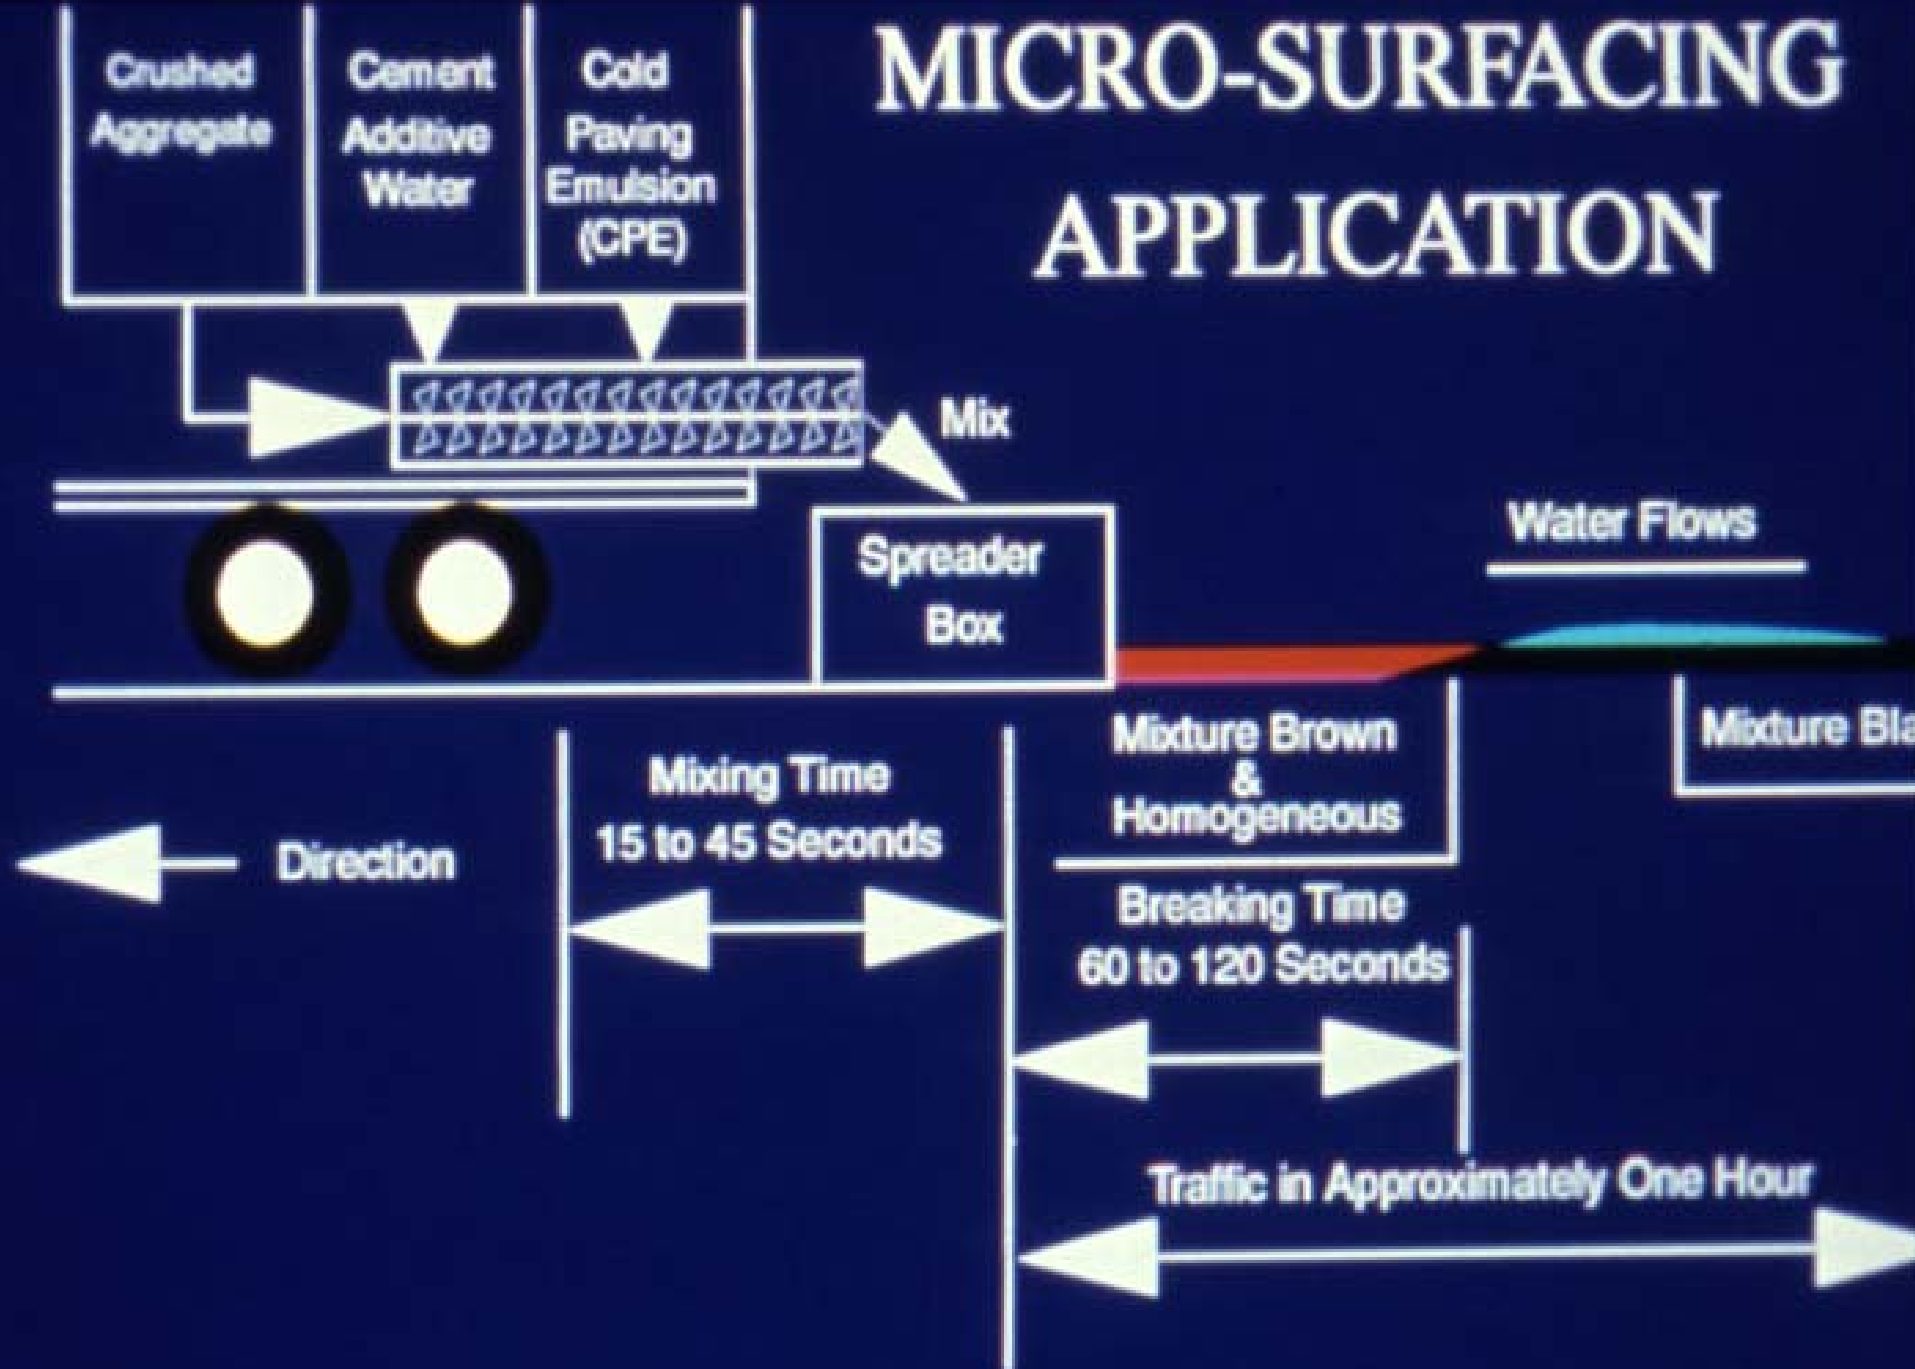 MICRO-SURFACING
APPLICATION
Crushed
Aggregate
Cement
Additive
Water
Cold
Paving
Emulsion
(CPE)
Mix
Spreader
Box
Water Flows
Mixture Brown
&
Homogeneous
Mixture Bla
Mixing Time
15 to 45 Seconds
Direction
Breaking Time
60 to 120 Seconds
Traffic in Approximately One Hour